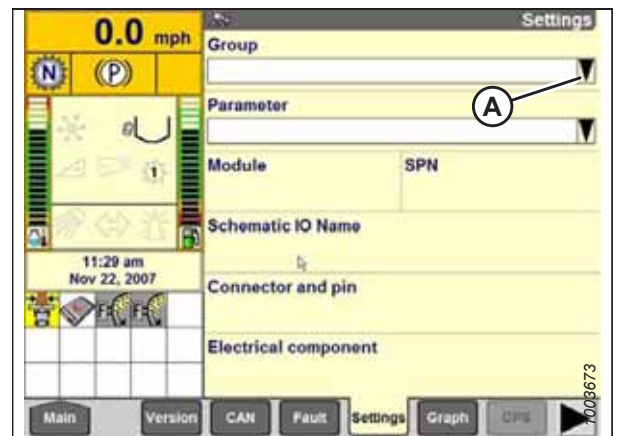 0.0 mph
Settings
N
(P)
Group
A
Parameter
1
Module
SPN
Schematic IO Name
11:29 am
Nov 22, 2007
Connector and pin
Electrical component
Main
Version
CAN
Fault
Settings
Graph
GPS
1003673